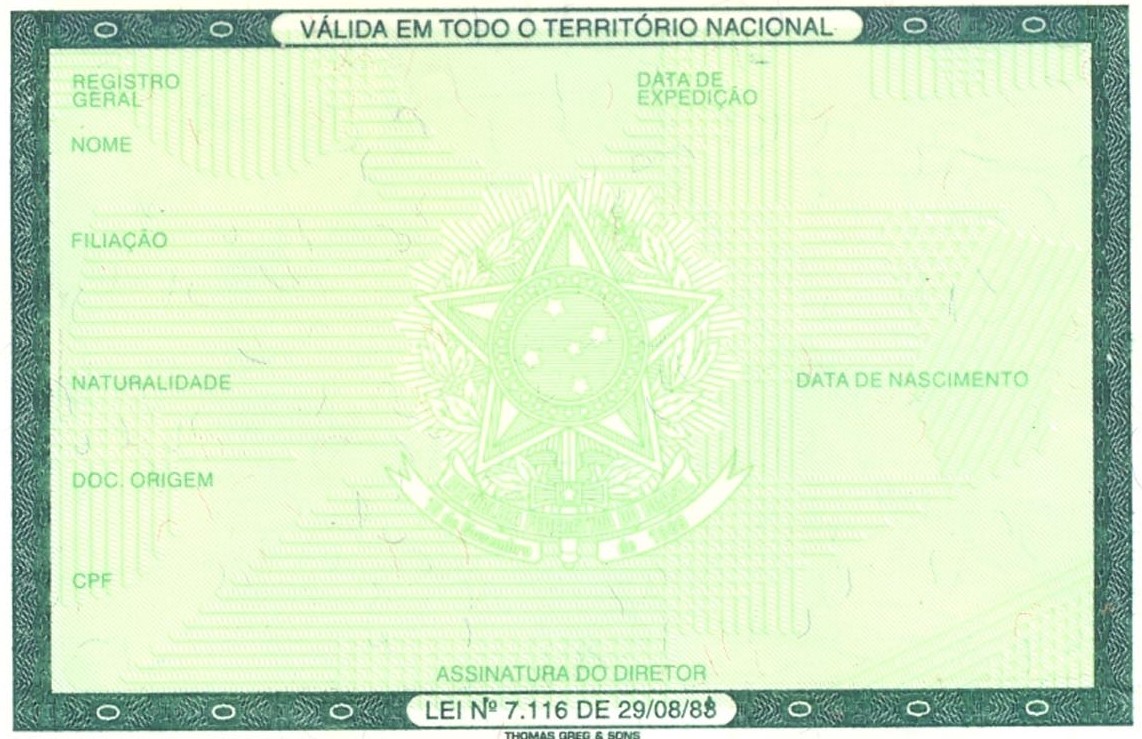 VÁLIDA EM TODO O TERRITÓRIO NACIONAL
REGISTRO
GERAL
DATA DE
EXPEDIÇÃO
NOME
FILIAÇÃO
NATURALIDADE
DATA DE NASCIMENTO
DOC. ORIGEM
CPF
ASSINATURA DO DIRETOR
LEI Nº 7.116 DE 29/08/83
THOMAS GREG & SONS